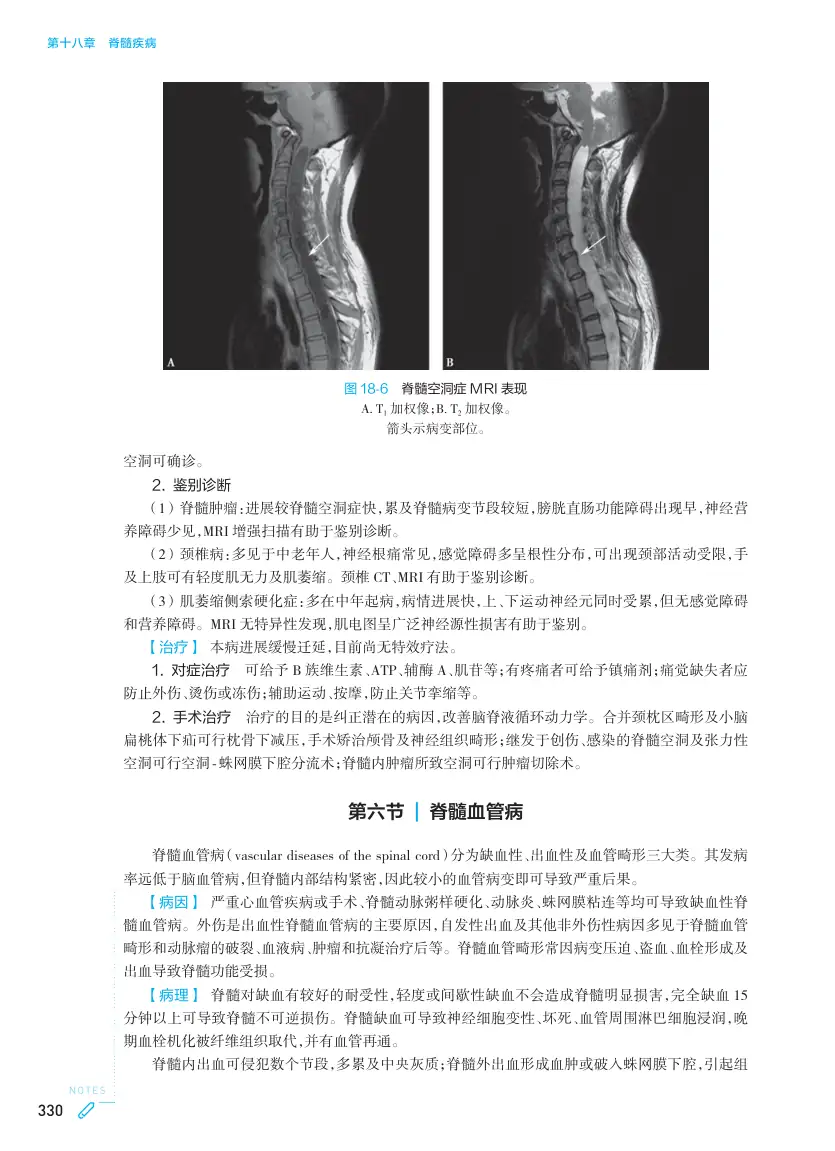 第十八章 脊髓疾病
A
B
图 18-6 脊髓空洞症 MRI 表现
A. T₁ 加权像;B. T₂ 加权像。
箭头示病变部位。
空洞可确诊。
2. 鉴别诊断
(1)脊髓肿瘤:进展较脊髓空洞症快,累及脊髓病变节段较短,膀胱直肠功能障碍出现早,神经营
养障碍少见,MRI 增强扫描有助于鉴别诊断。
(2)颈椎病:多见于中老年人,神经根痛常见,感觉障碍多呈根性分布,可出现颈部活动受限,手
及上肢可有轻度肌无力及肌萎缩。颈椎 CT、MRI 有助于鉴别诊断。
(3)肌萎缩侧索硬化症:多在中年起病,病情进展快,上、下运动神经元同时受累,但无感觉障碍
和营养障碍。MRI 无特异性发现,肌电图呈广泛神经源性损害有助于鉴别。
【治疗】 本病进展缓慢迁延,目前尚无特效疗法。
1. 对症治疗 可给予 B 族维生素、ATP、辅酶 A、肌苷等;有疼痛者可给予镇痛剂;痛觉缺失者应
防止外伤、烫伤或冻伤;辅助运动、按摩,防止关节挛缩等。
2. 手术治疗 治疗的目的是纠正潜在的病因,改善脑脊液循环动力学。合并颈枕区畸形及小脑
扁桃体下疝可行枕骨下减压,手术矫治颅骨及神经组织畸形;继发于创伤、感染的脊髓空洞及张力性
空洞可行空洞-蛛网膜下腔分流术;脊髓内肿瘤所致空洞可行肿瘤切除术。
第六节 | 脊髓血管病
脊髓血管病(vascular diseases of the spinal cord)分为缺血性、出血性及血管畸形三大类。其发病
率远低于脑血管病,但脊髓内部结构紧密,因此较小的血管病变即可导致严重后果。
【病因】 严重心血管疾病或手术、脊髓动脉粥样硬化、动脉炎、蛛网膜粘连等均可导致缺血性脊
髓血管病。外伤是出血性脊髓血管病的主要原因,自发性出血及其他非外伤性病因多见于脊髓血管
畸形和动脉瘤的破裂、血液病、肿瘤和抗凝治疗后等。脊髓血管畸形常因病变压迫、盗血、血栓形成及
出血导致脊髓功能受损。
【病理】 脊髓对缺血有较好的耐受性,轻度或间歇性缺血不会造成脊髓明显损害,完全缺血 15
分钟以上可导致脊髓不可逆损伤。脊髓缺血可导致神经细胞变性、坏死、血管周围淋巴细胞浸润,晚
期血栓机化被纤维组织取代,并有血管再通。
脊髓内出血可侵犯数个节段,多累及中央灰质;脊髓外出血形成血肿或破入蛛网膜下腔,引起组
NOTES
330